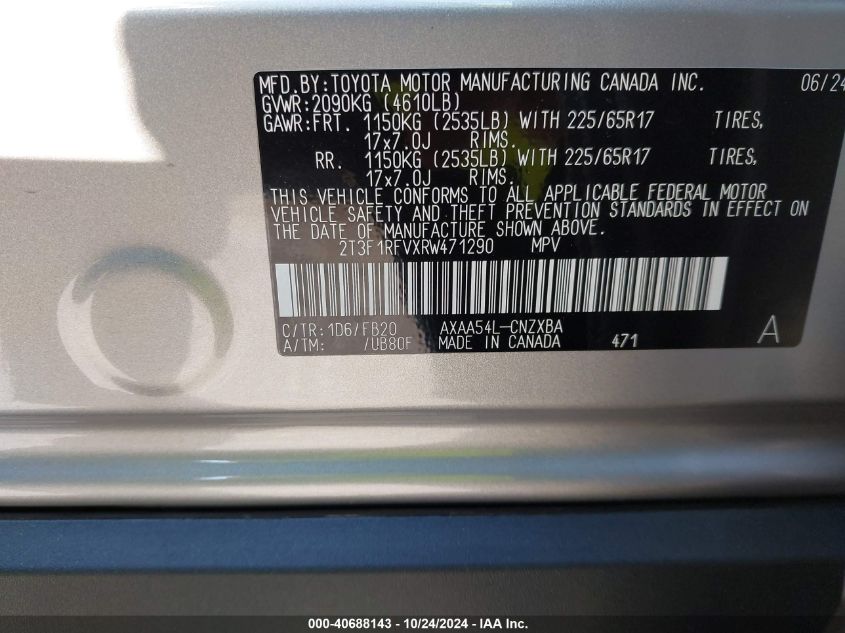 MFD.BY:TOYOTA MOTOR MANUFACTURING CANADA INC. 06/24
GVWR:2090KG (4610LB)
GAWR:FRT. 1150KG (2535LB) WITH 225/65R17 TIRES,
17x7.0J RIMS.
RR. 1150KG (2535LB) WITH 225/65R17 TIRES,
17x7.0J RIMS.
THIS VEHICLE CONFORMS TO ALL APPLICABLE FEDERAL MOTOR
VEHICLE SAFETY AND THEFT PREVENTION STANDARDS IN EFFECT ON
THE DATE OF MANUFACTURE SHOWN ABOVE.
2T3F1RFVXRW471290 MPV
C/TR:1D6/FB20 AXAA54L-CNZXBA
A/TM: /UB80F MADE IN CANADA 471 A
000-40688143 - 10/24/2024 - IAA Inc.